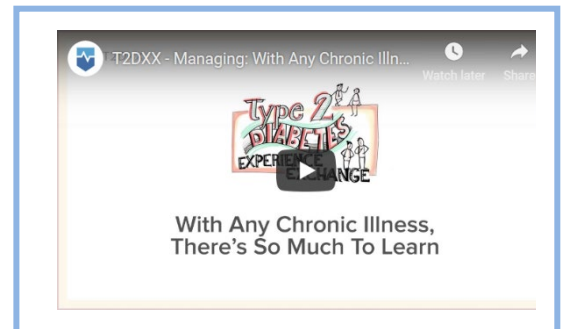 T2DXX - Managing: With Any Chronic Illn...
Watch later
Share
Type 2
DIABETES
EXPERIENCE
EXCHANGE
With Any Chronic Illness,
There's So Much To Learn